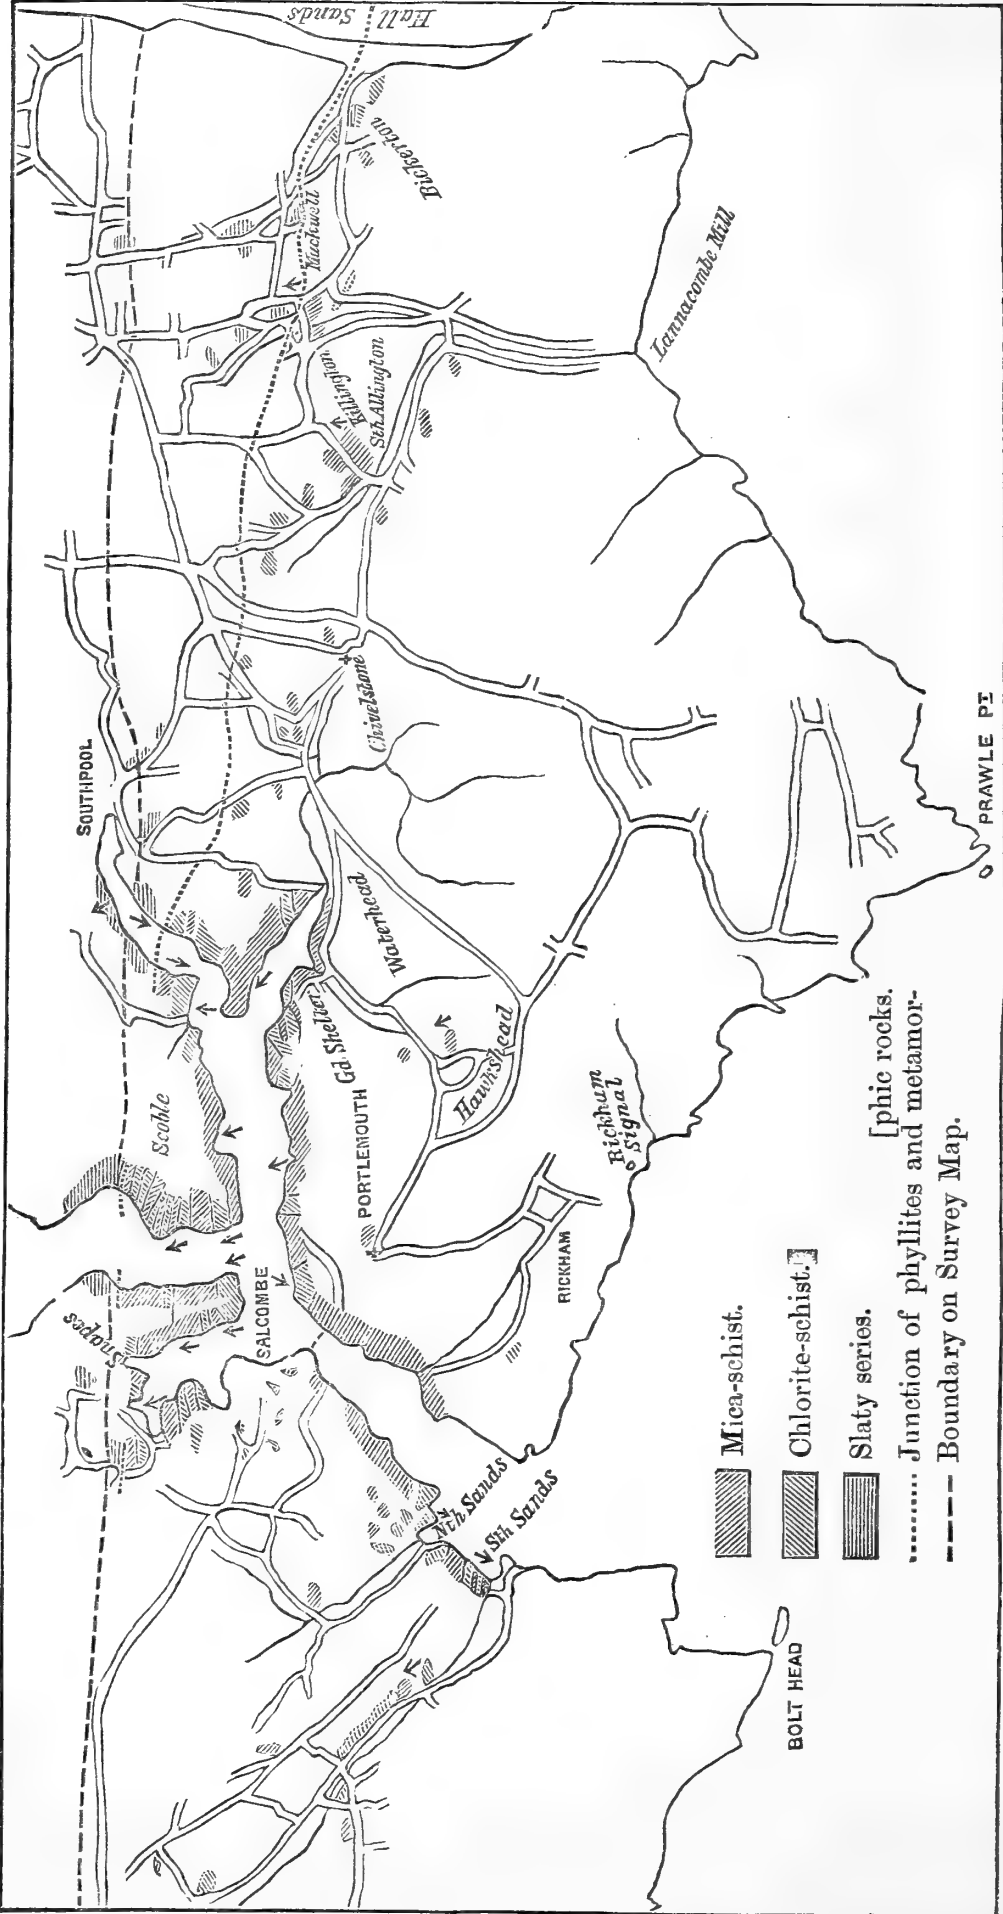 Hall
Sands
Bickerton
Muckwell
Lannacombe Mill
Killington
Sth Allington
Chivelstone
SOUTHPOOL
PRAWLE PT
Waterhead
Gd. Shelter
Hawkshead
PORTLEMOUTH
Scoble
Rickham
Signal
RICKHAM
SALCOMBE
Snapes
Nth Sands
Sth Sands
BOLT HEAD
Mica-schist.
Chlorite-schist.
Slaty series. [phic rocks.
Junction of phyllites and metamor-
Boundary on Survey Map.